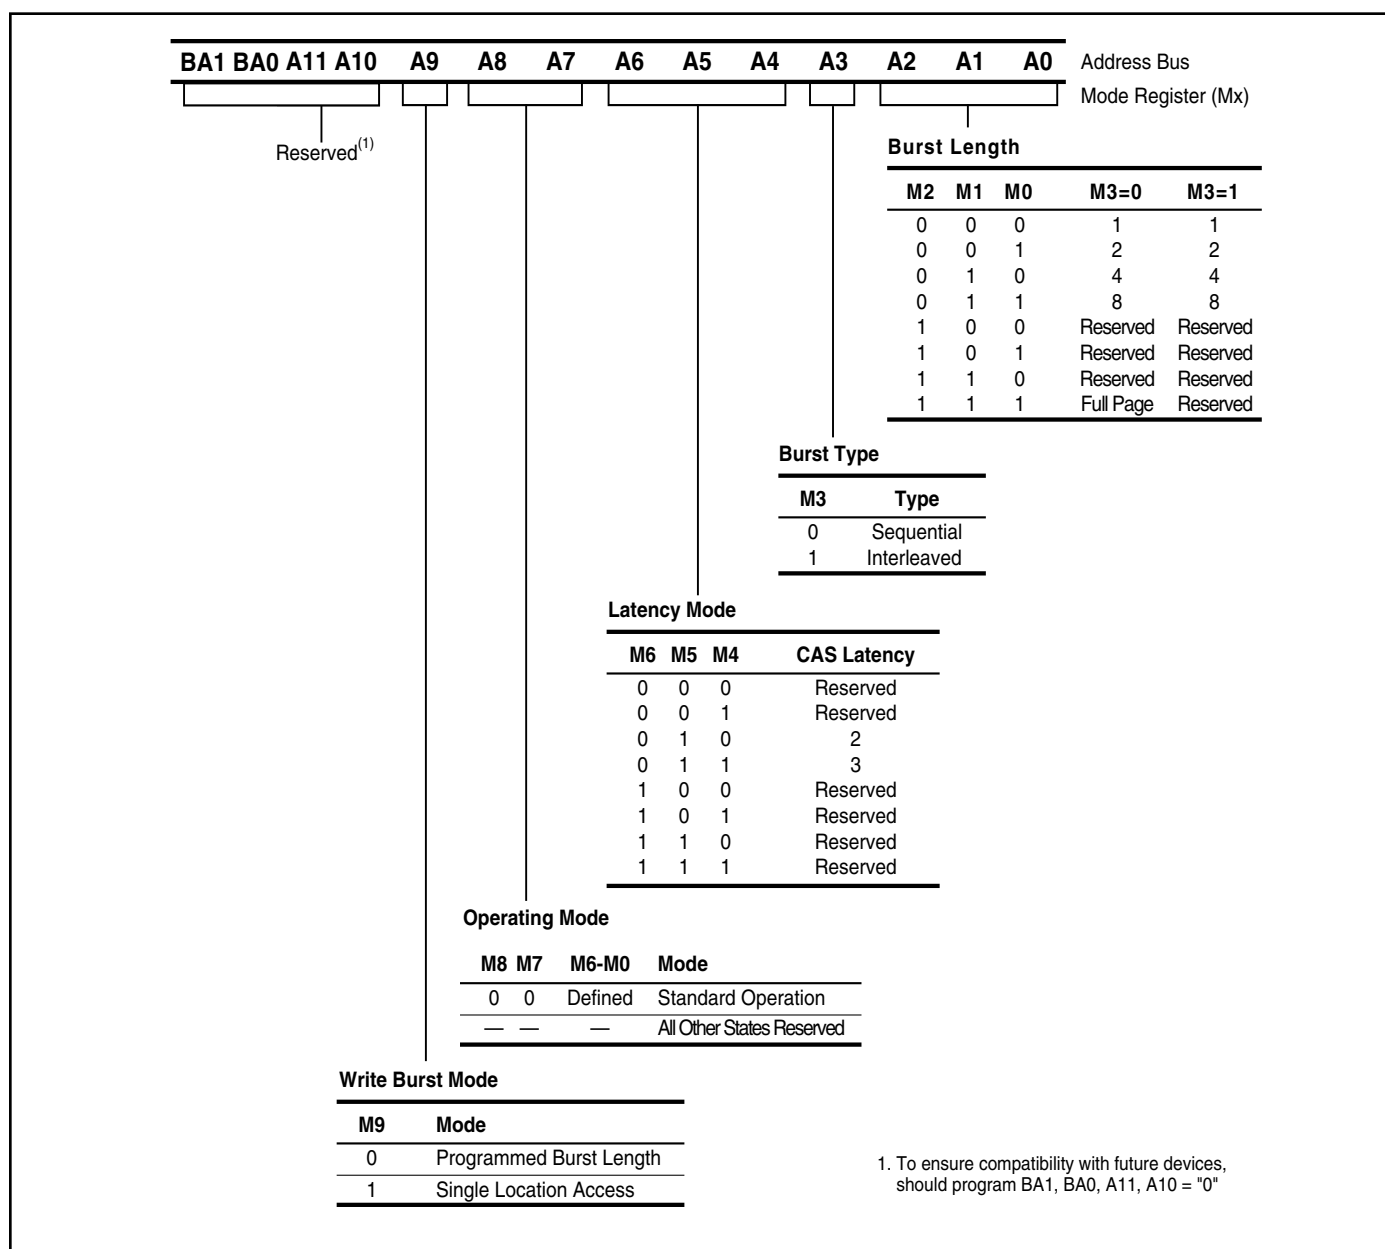 BA1 BA0 A11 A10 A9 A8 A7 A6 A5 A4 A3 A2 A1 A0 Address Bus
Mode Register (Mx)
Reserved(1)
Burst Length
M2 M1 M0 M3=0 M3=1
0 0 0 1 1
0 0 1 2 2
0 1 0 4 4
0 1 1 8 8
1 0 0 Reserved Reserved
1 0 1 Reserved Reserved
1 1 0 Reserved Reserved
1 1 1 Full Page Reserved
Burst Type
M3 Type
0 Sequential
1 Interleaved
Latency Mode
M6 M5 M4 CAS Latency
0 0 0 Reserved
0 0 1 Reserved
0 1 0 2
0 1 1 3
1 0 0 Reserved
1 0 1 Reserved
1 1 0 Reserved
1 1 1 Reserved
Operating Mode
M8 M7 M6-M0 Mode
0 0 Defined Standard Operation
— — — All Other States Reserved
Write Burst Mode
M9 Mode
0 Programmed Burst Length
1 Single Location Access
1. To ensure compatibility with future devices,
should program BA1, BA0, A11, A10 = "0"